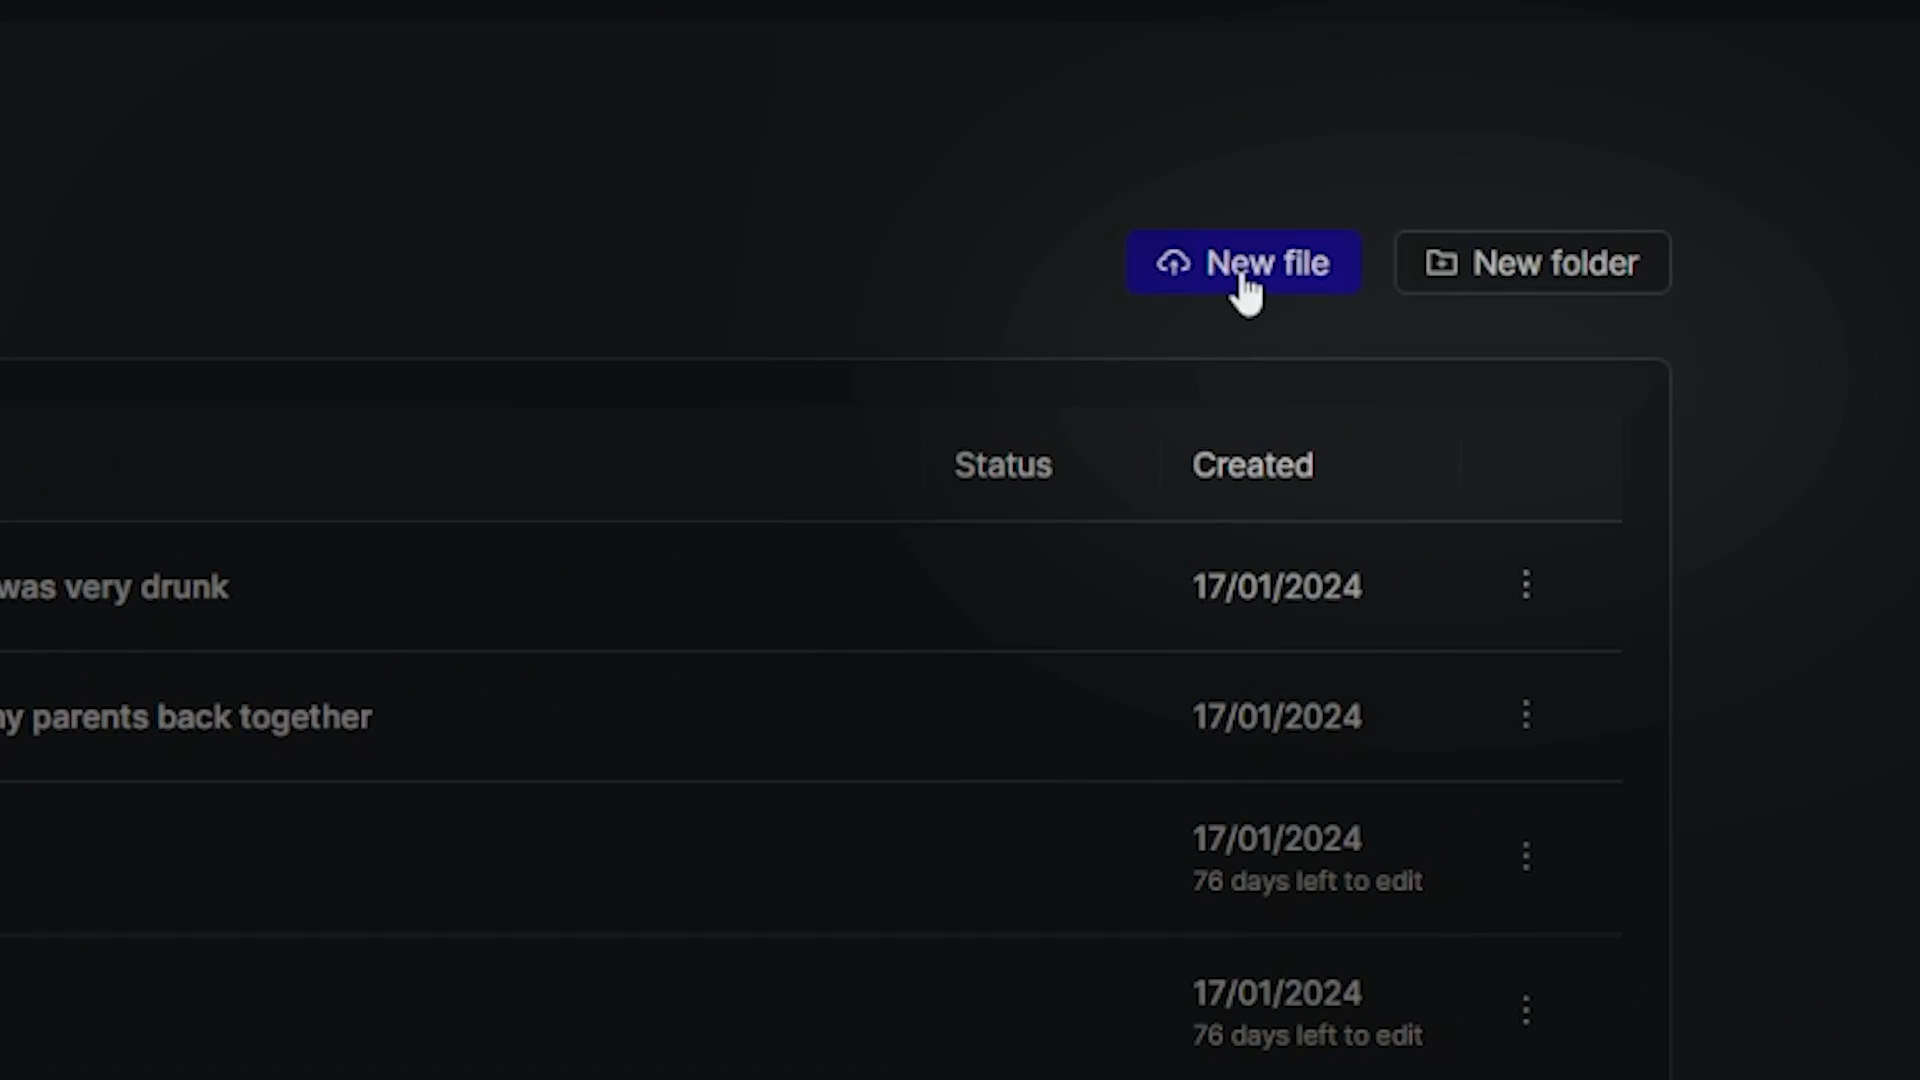 New file
New folder
Status
Created
was very drunk
17/01/2024
parents back together
17/01/2024
17/01/2024
76 days left to edit
17/01/2024
76 days left to edit